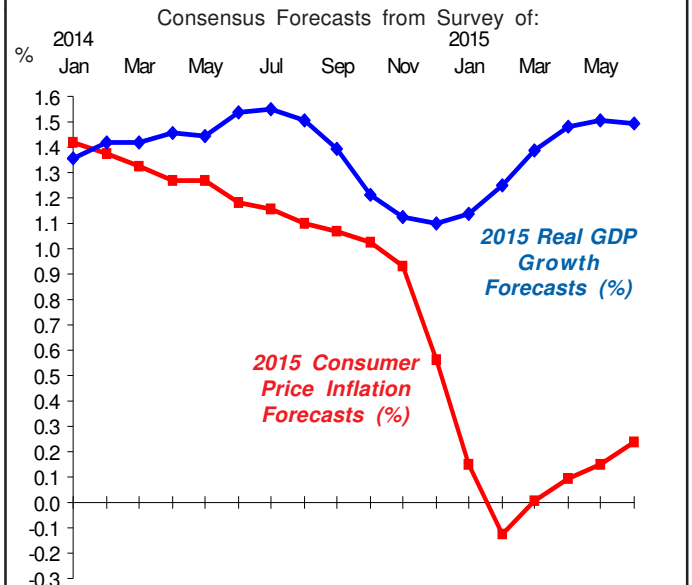 Consensus Forecasts from Survey of:
2014 2015
%
Jan Mar May Jul Sep Nov Jan Mar May
1.6
1.5
1.4
1.3
1.2
1.1
1.0
0.9
0.8
0.7
0.6
0.5
0.4
0.3
0.2
0.1
0.0
-0.1
-0.2
-0.3
2015 Real GDP
Growth
Forecasts (%)
2015 Consumer
Price Inflation
Forecasts (%)